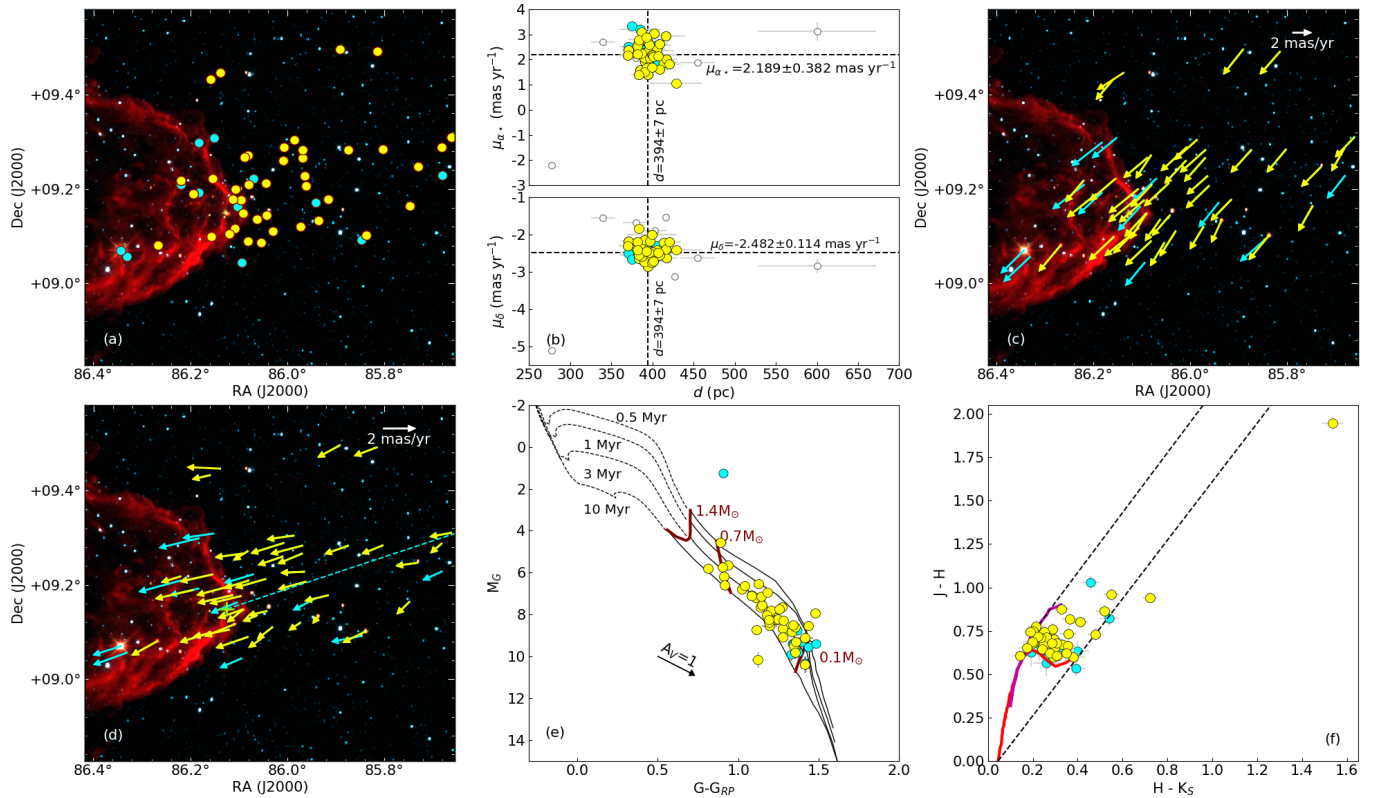 +09.4°
+09.2°
+09.0°
Dec (J2000)
(a)
86.4°
86.2°
86.0°
85.8°
RA (J2000)
4
3
2
1
0
-1
-2
-3
μα⋆ (mas yr⁻¹)
μα⋆=2.189±0.382 mas yr⁻¹
d=394±7 pc
-1
-2
-3
-4
-5
μδ (mas yr⁻¹)
μδ=-2.482±0.114 mas yr⁻¹
d=394±7 pc
(b)
250 300 350 400 450 500 550 600 650 700
d (pc)
2 mas/yr
+09.4°
+09.2°
+09.0°
Dec (J2000)
(c)
86.4°
86.2°
86.0°
85.8°
RA (J2000)
2 mas/yr
+09.4°
+09.2°
+09.0°
Dec (J2000)
(d)
86.4°
86.2°
86.0°
85.8°
RA (J2000)
-2
0
2
4
6
8
10
12
14
M_G
0.5 Myr
1 Myr
3 Myr
10 Myr
1.4M⊙
0.7M⊙
0.1M⊙
A_V=1
(e)
0.0 0.5 1.0 1.5 2.0
G-G_RP
2.00
1.75
1.50
1.25
1.00
0.75
0.50
0.25
0.00
J - H
(f)
0.0 0.2 0.4 0.6 0.8 1.0 1.2 1.4 1.6
H - K_S